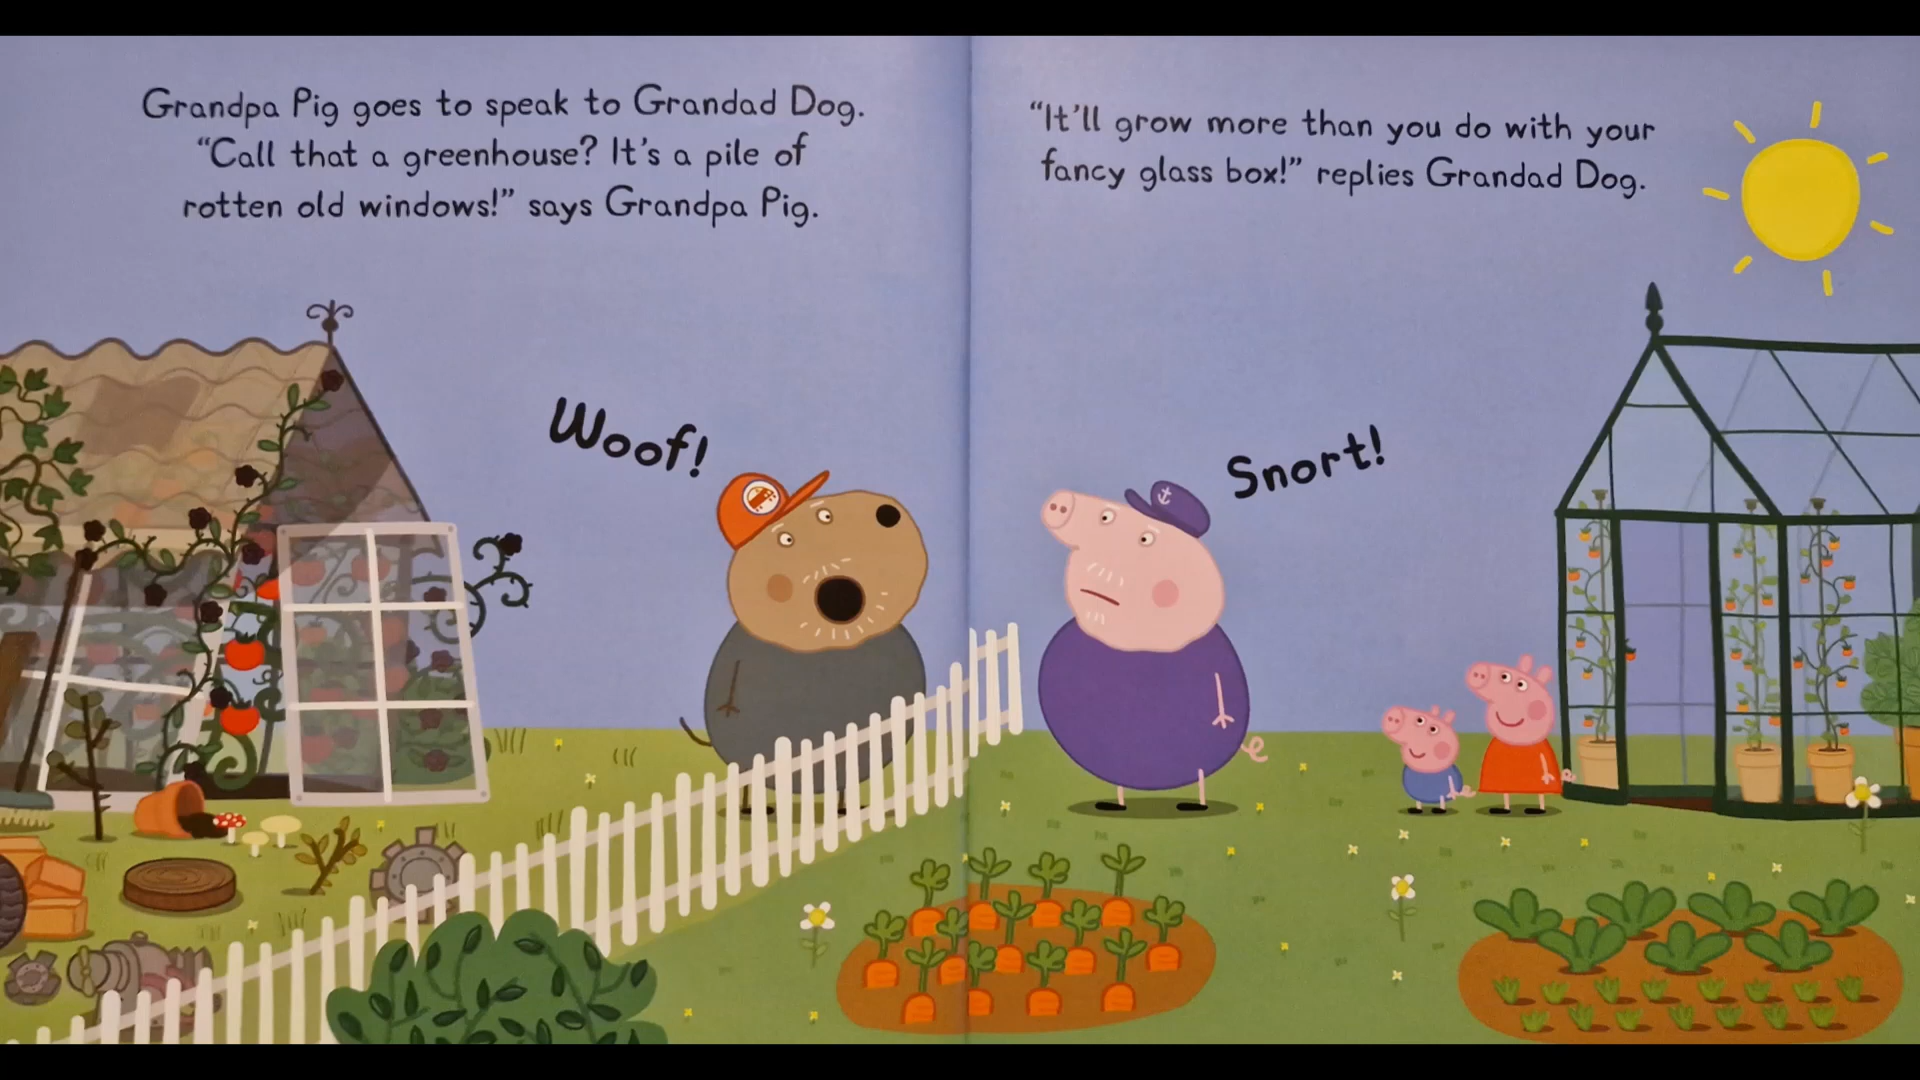 Grandpa Pig goes to speak to Grandad Dog.
“Call that a greenhouse? It’s a pile of
rotten old windows!” says Grandpa Pig.
“It’ll grow more than you do with your
fancy glass box!” replies Grandad Dog.
Woof!
Snort!